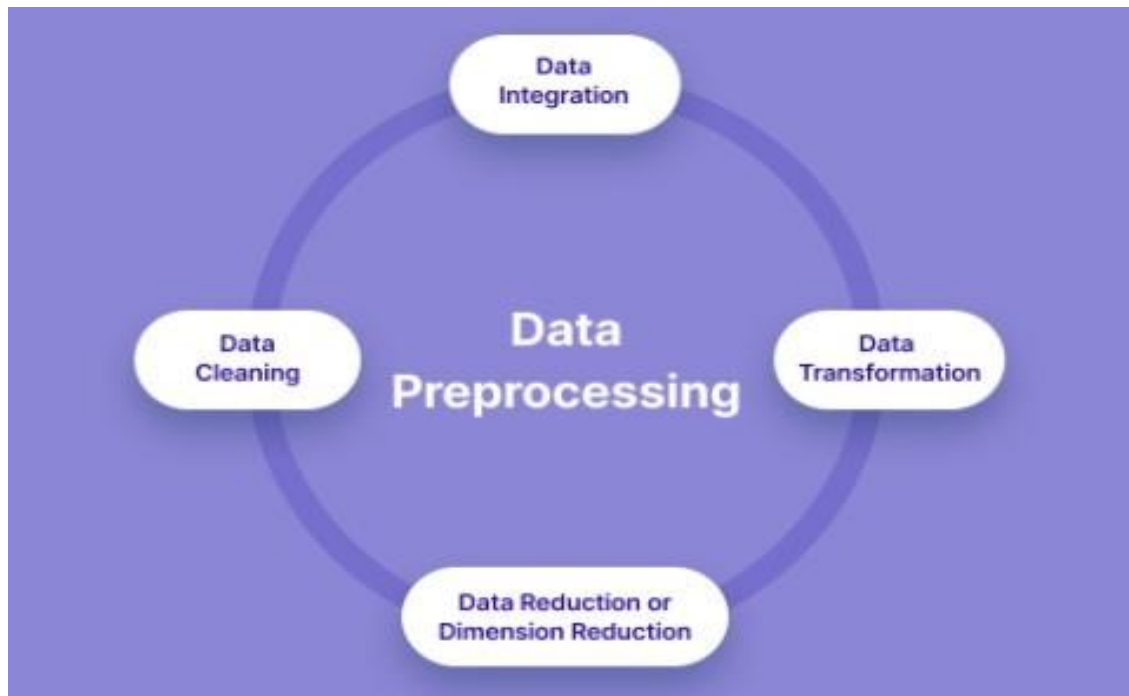 Data
Integration
Data
Cleaning
Data
Preprocessing
Data
Transformation
Data Reduction or
Dimension Reduction